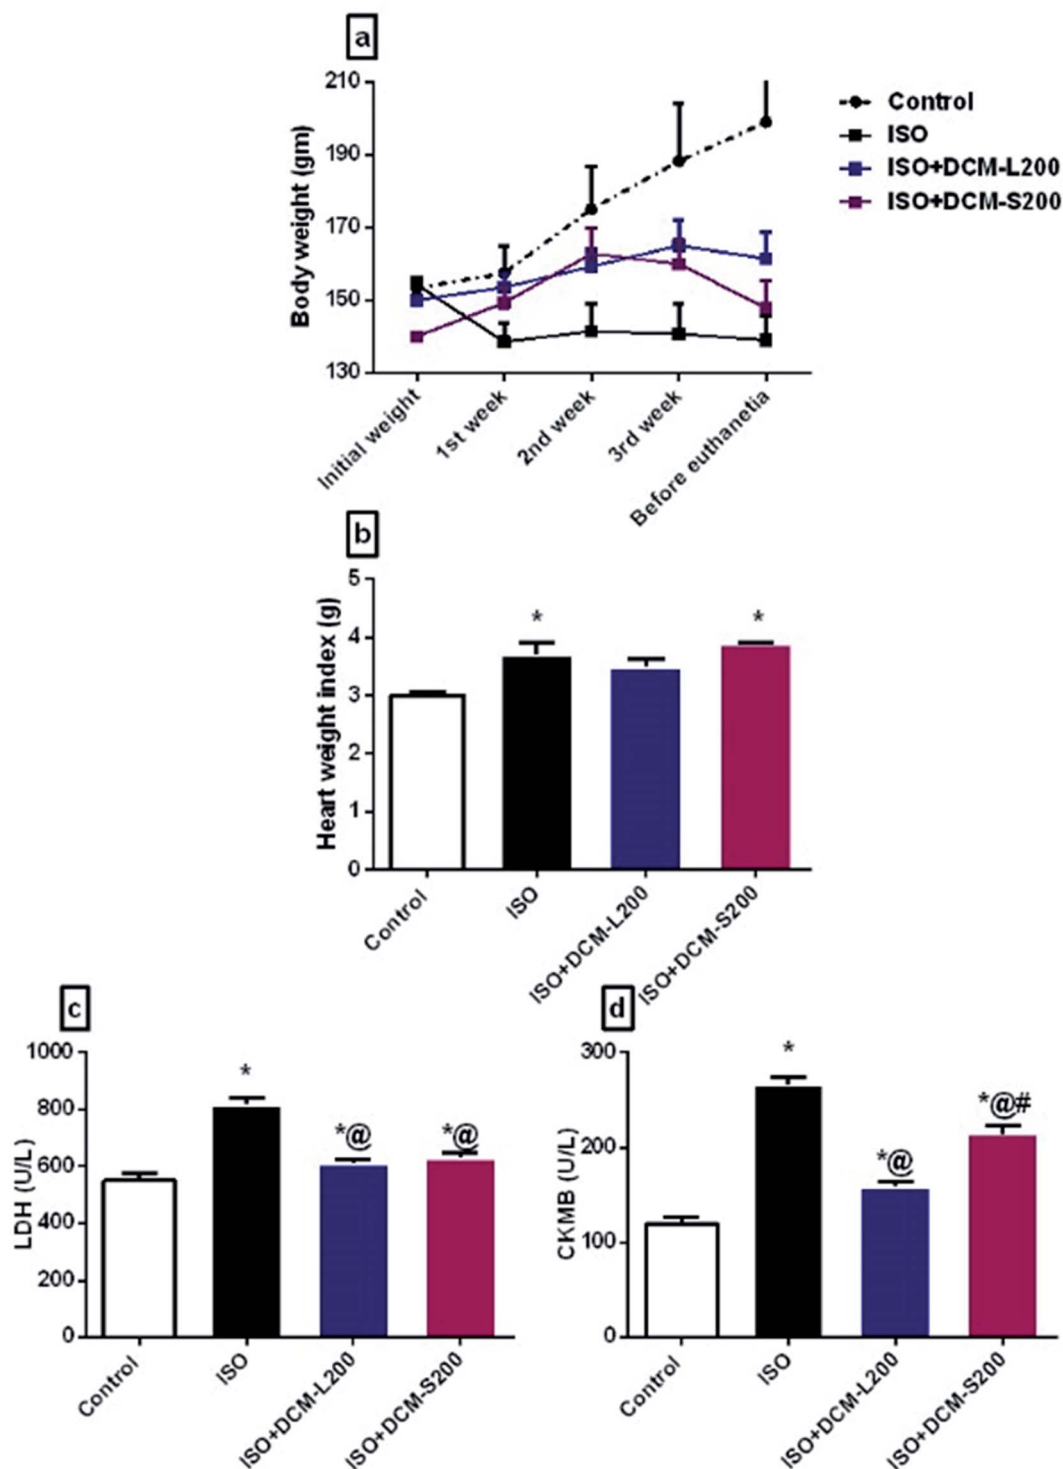 a
Body weight (gm)
210
190
170
150
130
Initial weight
1st week
2nd week
3rd week
Before euthanetia
Control
ISO
ISO+DCM-L200
ISO+DCM-S200
b
Heart weight index (g)
5
4
3
2
1
0
*
*
Control
ISO
ISO+DCM-L200
ISO+DCM-S200
c
LDH (U/L)
1000
800
600
400
200
0
*
*@
*@
Control
ISO
ISO+DCM-L200
ISO+DCM-S200
d
CKMB (U/L)
300
200
100
0
*
*@
*@#
Control
ISO
ISO+DCM-L200
ISO+DCM-S200